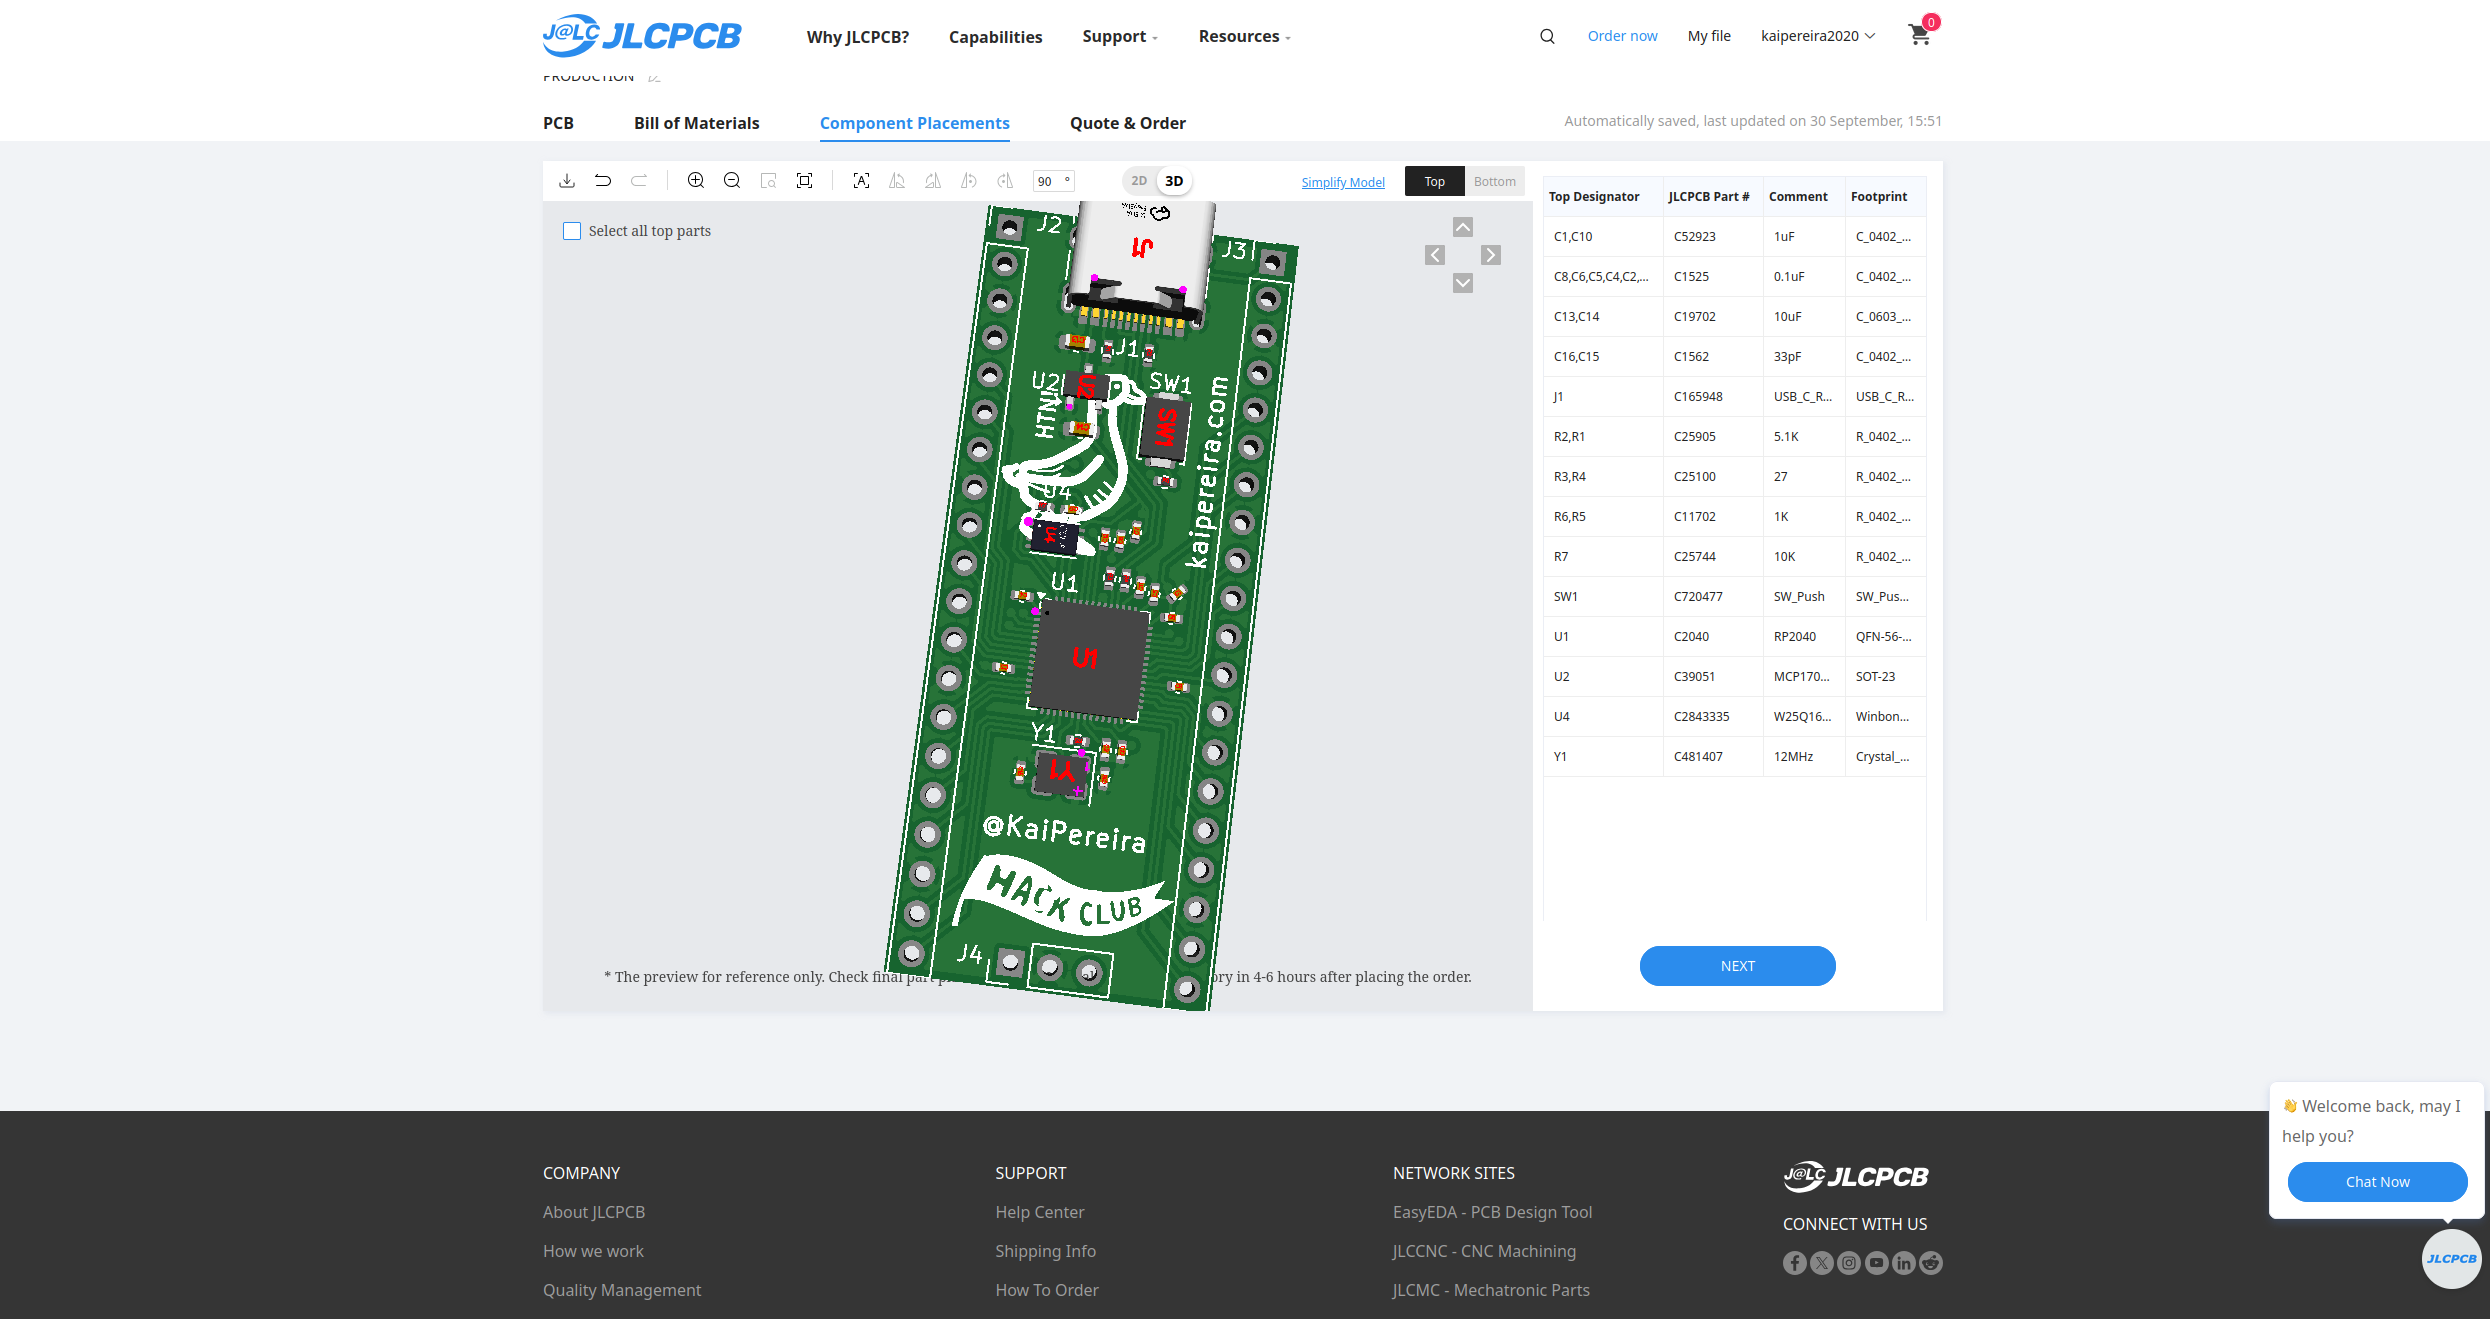 J@LC JLCPCB
Why JLCPCB?
Capabilities
Support
Resources
Order now
My file
kaipereira2020
0
PRODUCTION
PCB
Bill of Materials
Component Placements
Quote & Order
Automatically saved, last updated on 30 September, 15:51
90 °
2D
3D
Simplify Model
Top
Bottom
Select all top parts
J2
J1
J3
J1
U2
U2
SW1
SW1
HTN
kaipereira.com
U4
U4
U1
U1
Y1
Y1
@KaiPereira
HACK CLUB
J4
* The preview for reference only. Check final par
ory in 4-6 hours after placing the order.
Top Designator JLCPCB Part # Comment Footprint
C1,C10 C52923 1uF C_0402_...
C8,C6,C5,C4,C2,... C1525 0.1uF C_0402_...
C13,C14 C19702 10uF C_0603_...
C16,C15 C1562 33pF C_0402_...
J1 C165948 USB_C_R... USB_C_R...
R2,R1 C25905 5.1K R_0402_...
R3,R4 C25100 27 R_0402_...
R6,R5 C11702 1K R_0402_...
R7 C25744 10K R_0402_...
SW1 C720477 SW_Push SW_Pus...
U1 C2040 RP2040 QFN-56-...
U2 C39051 MCP170... SOT-23
U4 C2843335 W25Q16... Winbon...
Y1 C481407 12MHz Crystal_...
NEXT
👋 Welcome back, may I
help you?
Chat Now
JLCPCB
COMPANY
About JLCPCB
How we work
Quality Management
SUPPORT
Help Center
Shipping Info
How To Order
NETWORK SITES
EasyEDA - PCB Design Tool
JLCCNC - CNC Machining
JLCMC - Mechatronic Parts
J@LC JLCPCB
CONNECT WITH US